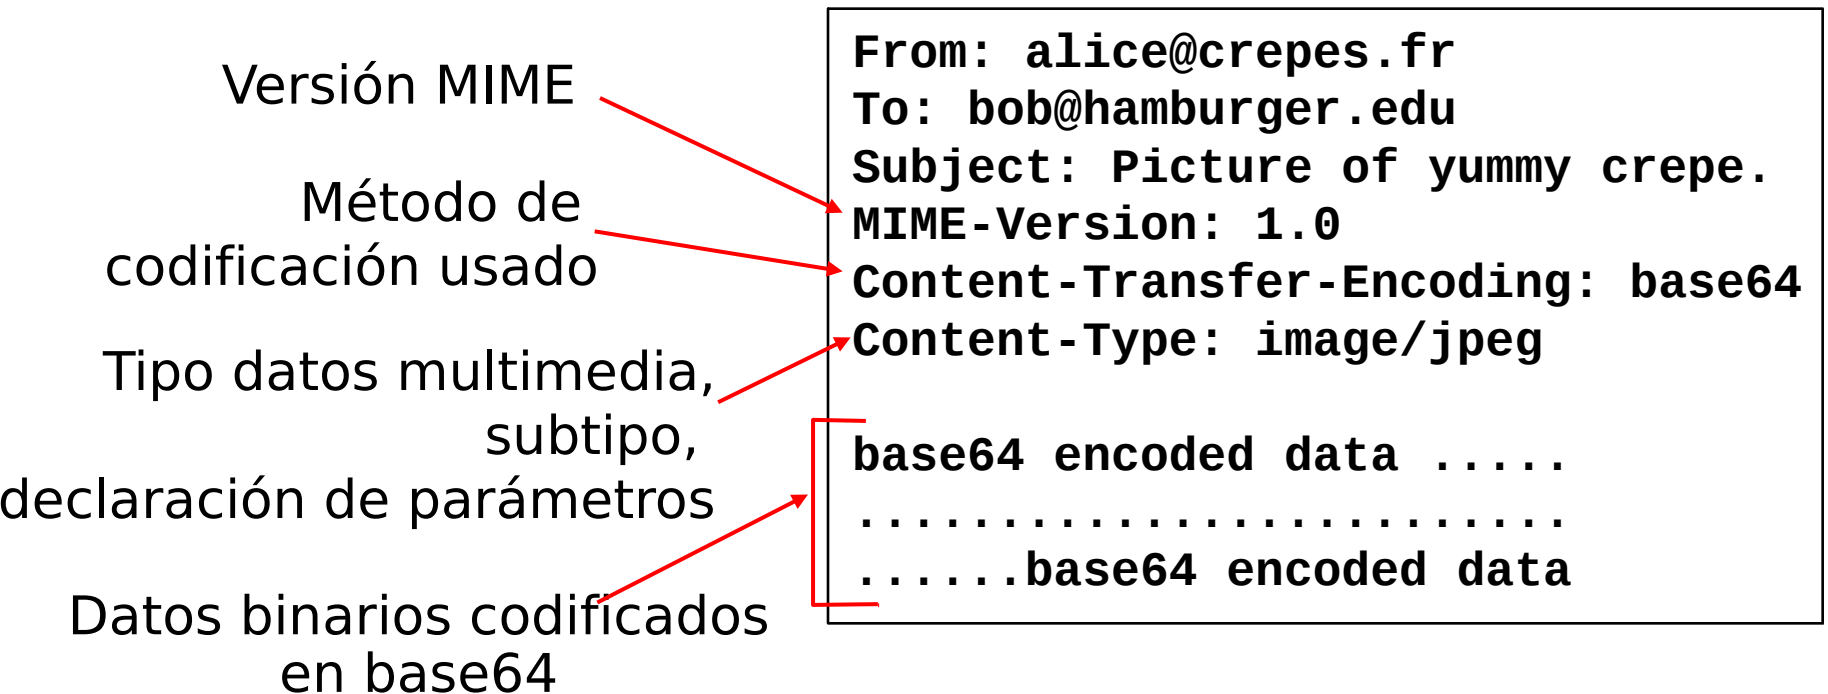 Versión MIME
Método de
codificación usado
Tipo datos multimedia,
subtipo,
declaración de parámetros
Datos binarios codificados
en base64
From: alice@crepes.fr
To: bob@hamburger.edu
Subject: Picture of yummy crepe.
MIME-Version: 1.0
Content-Transfer-Encoding: base64
Content-Type: image/jpeg
base64 encoded data .....
.........................
......base64 encoded data